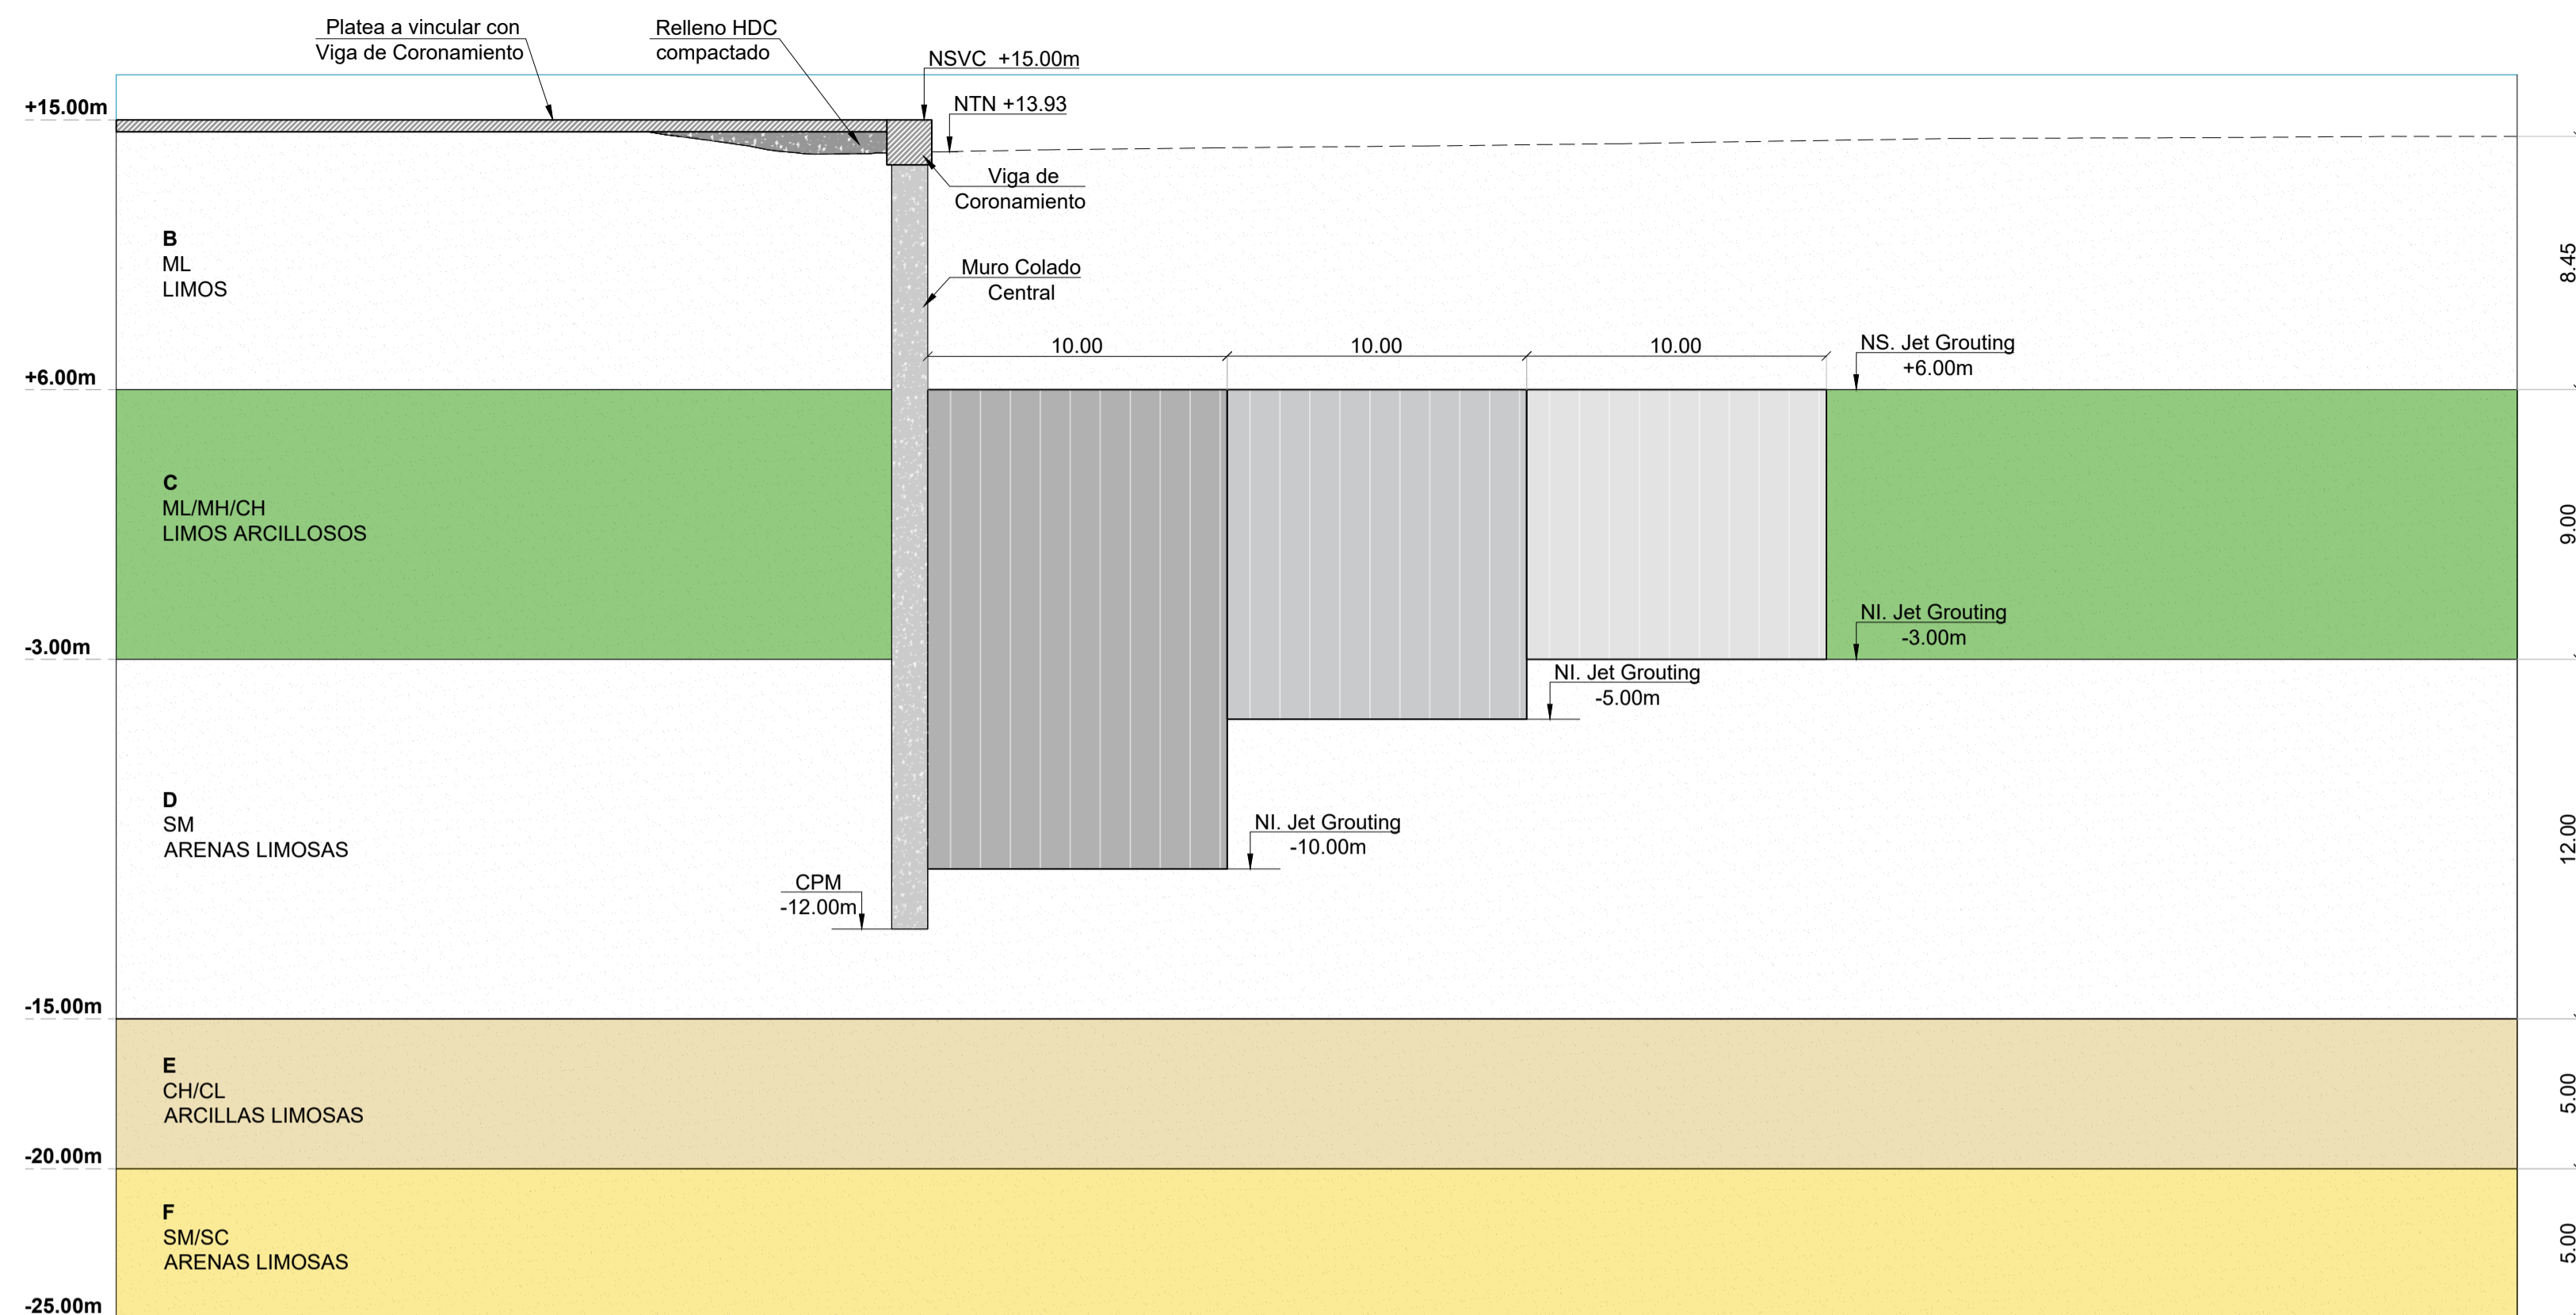 Platea a vincular con
Viga de Coronamiento
Relleno HDC
compactado
NSVC +15.00m
NTN +13.93
+15.00m
Viga de
Coronamiento
B
ML
LIMOS
8.45
Muro Colado
Central
10.00
10.00
10.00
NS. Jet Grouting
+6.00m
+6.00m
C
ML/MH/CH
LIMOS ARCILLOSOS
9.00
NI. Jet Grouting
-3.00m
-3.00m
NI. Jet Grouting
-5.00m
D
SM
ARENAS LIMOSAS
12.00
NI. Jet Grouting
-10.00m
CPM
-12.00m
-15.00m
E
CH/CL
ARCILLAS LIMOSAS
5.00
-20.00m
F
SM/SC
ARENAS LIMOSAS
5.00
-25.00m